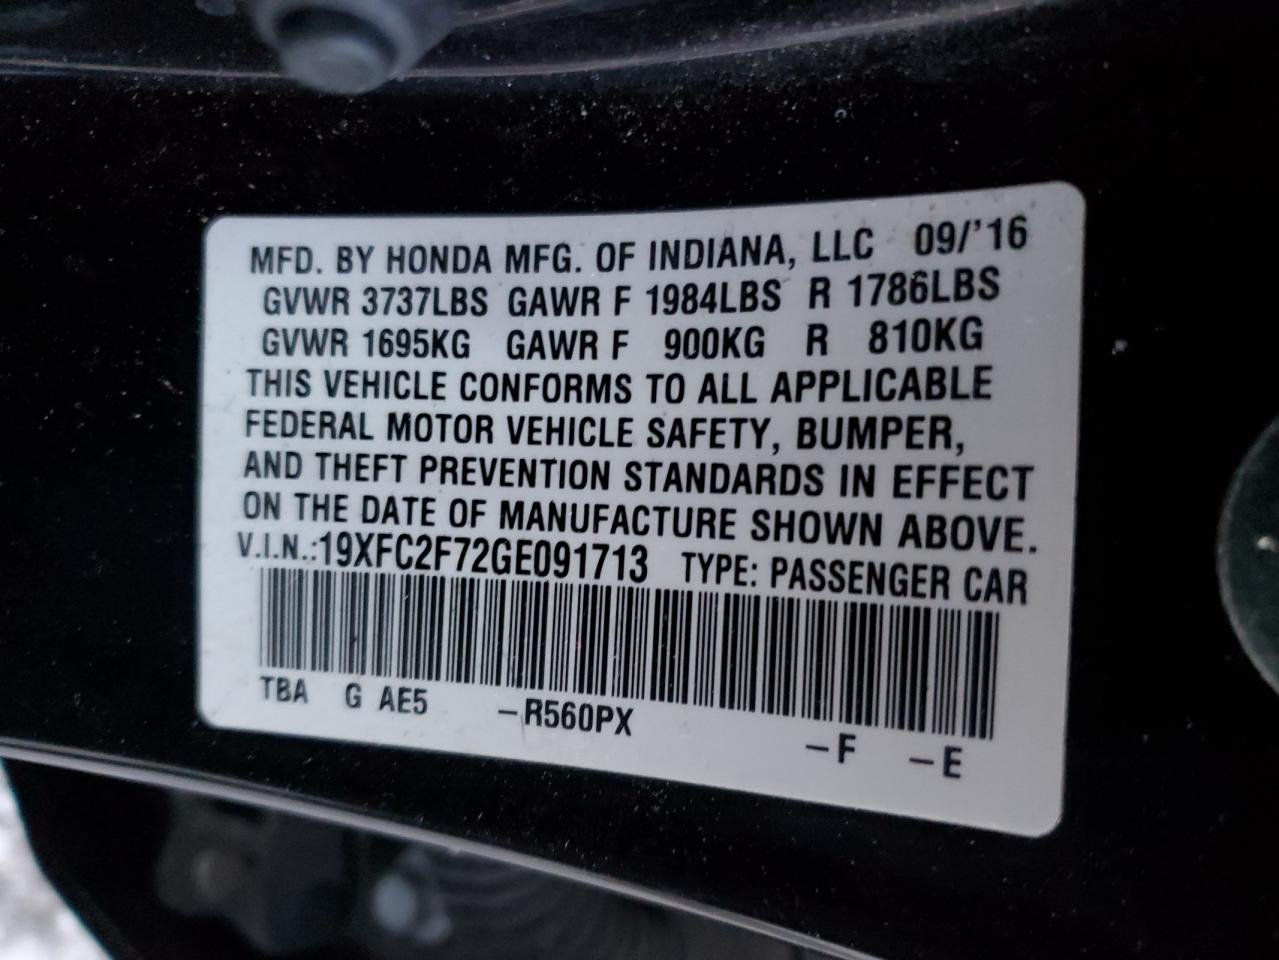 MFD. BY HONDA MFG. OF INDIANA, LLC 09/'16
GVWR 3737LBS GAWR F 1984LBS R 1786LBS
GVWR 1695KG GAWR F 900KG R 810KG
THIS VEHICLE CONFORMS TO ALL APPLICABLE
FEDERAL MOTOR VEHICLE SAFETY, BUMPER,
AND THEFT PREVENTION STANDARDS IN EFFECT
ON THE DATE OF MANUFACTURE SHOWN ABOVE.
V.I.N.:19XFC2F72GE091713 TYPE: PASSENGER CAR
TBA G AE5 -R560PX -F -E